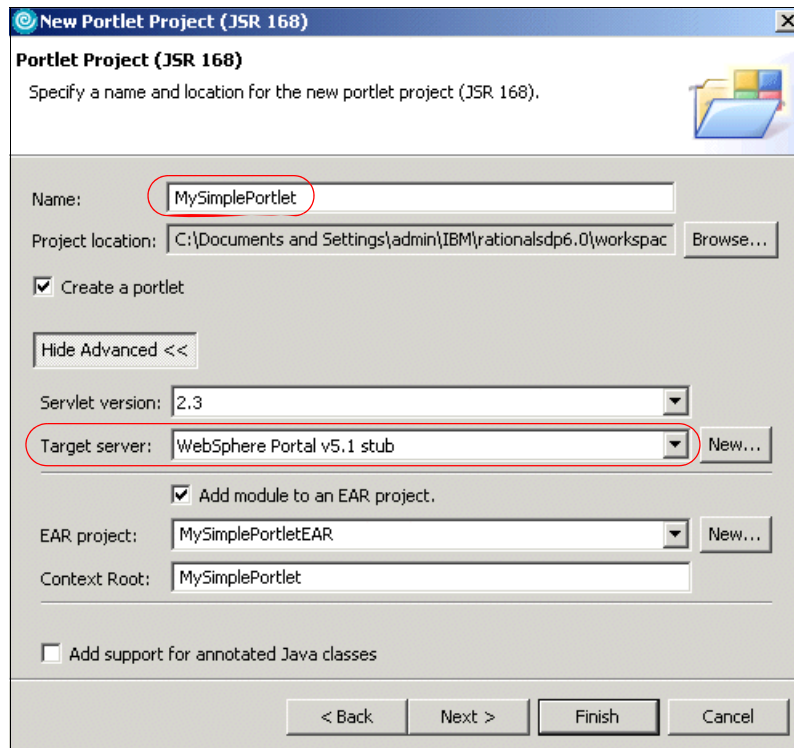 New Portlet Project (JSR 168)
Portlet Project (JSR 168)
Specify a name and location for the new portlet project (JSR 168).
Name: MySimplePortlet
Project location: C:\Documents and Settings\admin\IBM\rationalsdp6.0\workspac Browse...
Create a portlet
Hide Advanced <<
Servlet version: 2.3
Target server: WebSphere Portal v5.1 stub New...
Add module to an EAR project.
EAR project: MySimplePortletEAR New...
Context Root: MySimplePortlet
Add support for annotated Java classes
< Back Next > Finish Cancel